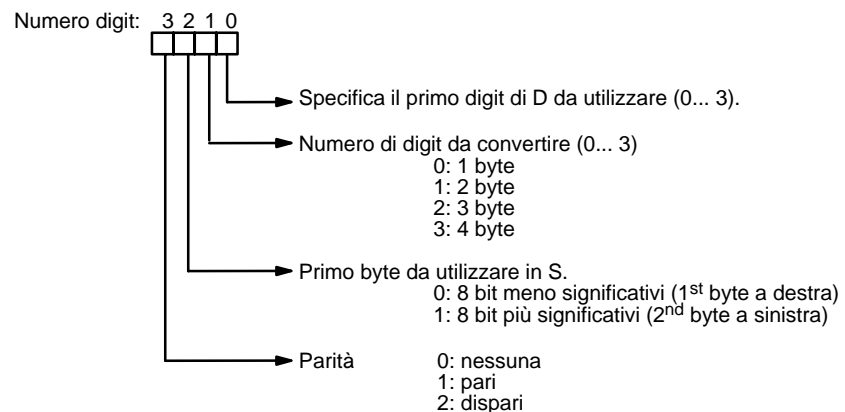 Numero digit: 3 2 1 0
Specifica il primo digit di D da utilizzare (0... 3).
Numero di digit da convertire (0... 3)
0: 1 byte
1: 2 byte
2: 3 byte
3: 4 byte
Primo byte da utilizzare in S.
0: 8 bit meno significativi (1st byte a destra)
1: 8 bit più significativi (2nd byte a sinistra)
Parità 0: nessuna
1: pari
2: dispari